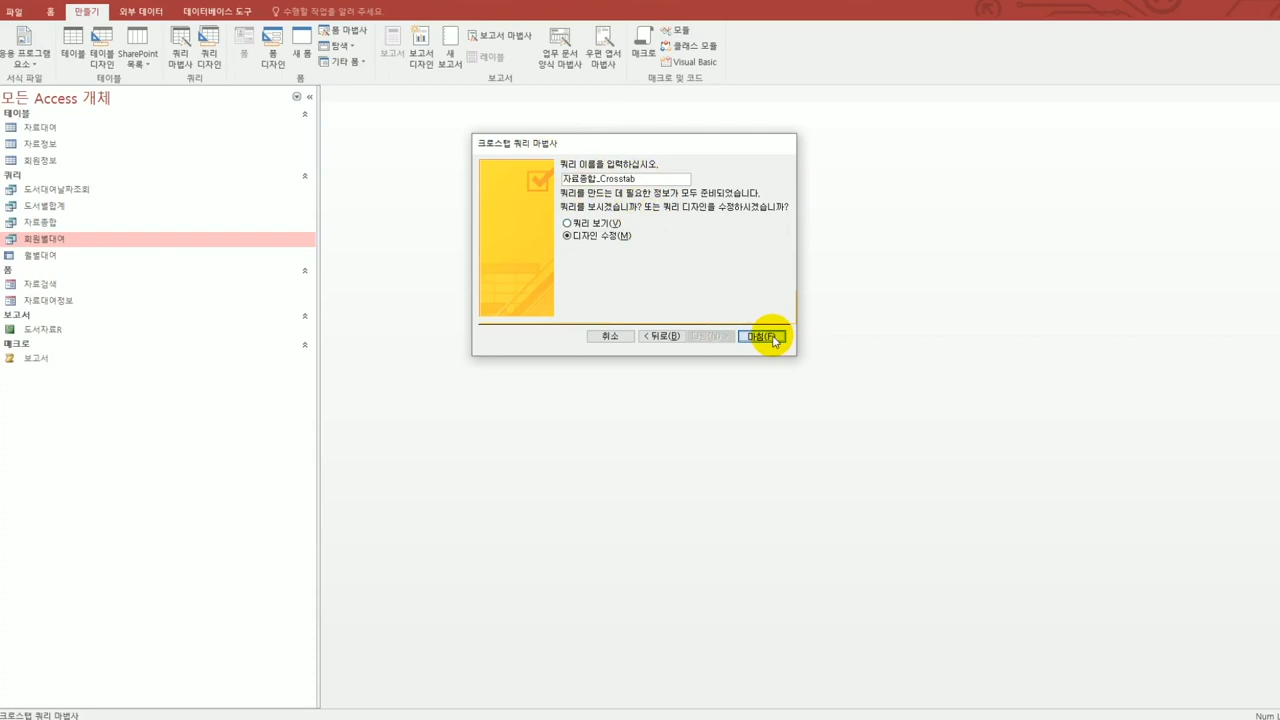 파일 홈 만들기 외부 데이터 데이터베이스 도구 수행할 작업을 알려 주세요.
응용 프로그램 요소
테이블
테이블 디자인
SharePoint 목록
쿼리 마법사
쿼리 디자인
폼
폼 디자인
새 폼
폼 마법사
탐색
기타 폼
보고서
보고서 디자인
새 보고서
보고서 마법사
레이블
업무 문서 양식 마법사
우편 엽서 마법사
매크로
모듈
클래스 모듈
Visual Basic
서식 파일 테이블 쿼리 폼 보고서 매크로 및 코드
모든 Access 개체
테이블
자료대여
자료정보
회원정보
쿼리
도서대여날짜조회
도서별합계
자료종합
회원별대여
월별대여
폼
자료검색
자료대여정보
보고서
도서자료R
매크로
보고서
크로스탭 쿼리 마법사
쿼리 이름을 입력하십시오.
자료종합_Crosstab
쿼리를 만드는 데 필요한 정보가 모두 준비되었습니다.
쿼리를 보시겠습니까? 또는 쿼리 디자인을 수정하시겠습니까?
쿼리 보기(V)
디자인 수정(M)
취소 < 뒤로(B) 마침(F)
크로스탭 쿼리 마법사
Num L